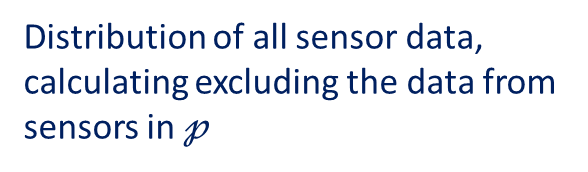 Distribution of all sensor data,
calculating excluding the data from
sensors in ℘